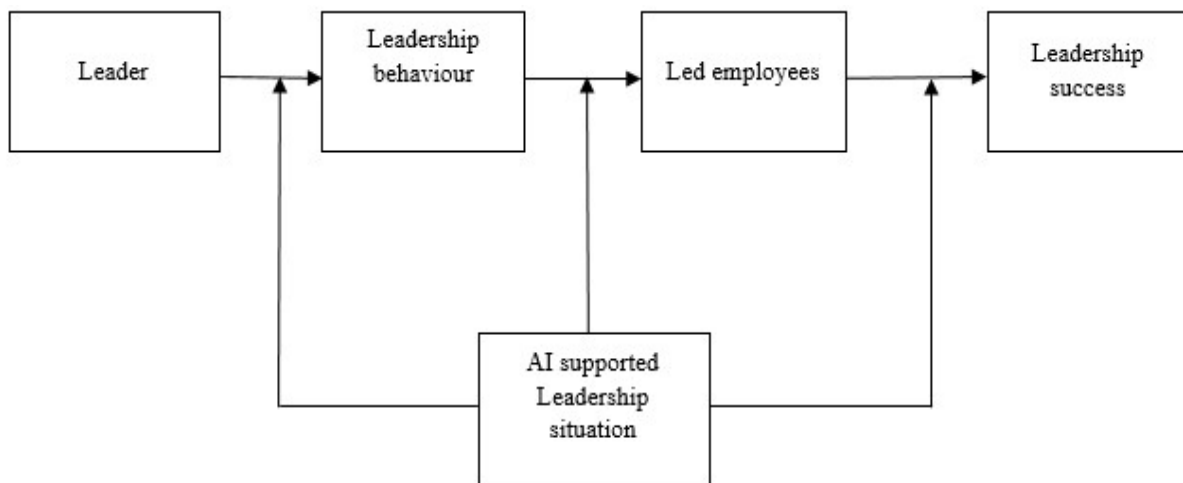 Leader
Leadership
behaviour
Led employees
Leadership
success
AI supported
Leadership
situation